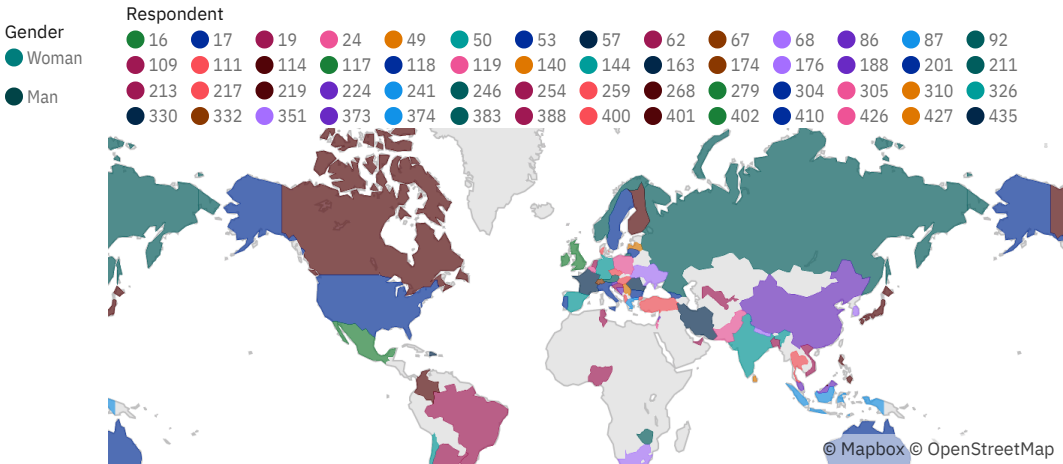 Respondent
Gender
Woman
Man
16 17 19 24 49 50 53 57 62 67 68 86 87 92
109 111 114 117 118 119 140 144 163 174 176 188 201 211
213 217 219 224 241 246 254 259 268 279 304 305 310 326
330 332 351 373 374 383 388 400 401 402 410 426 427 435
© Mapbox © OpenStreetMap